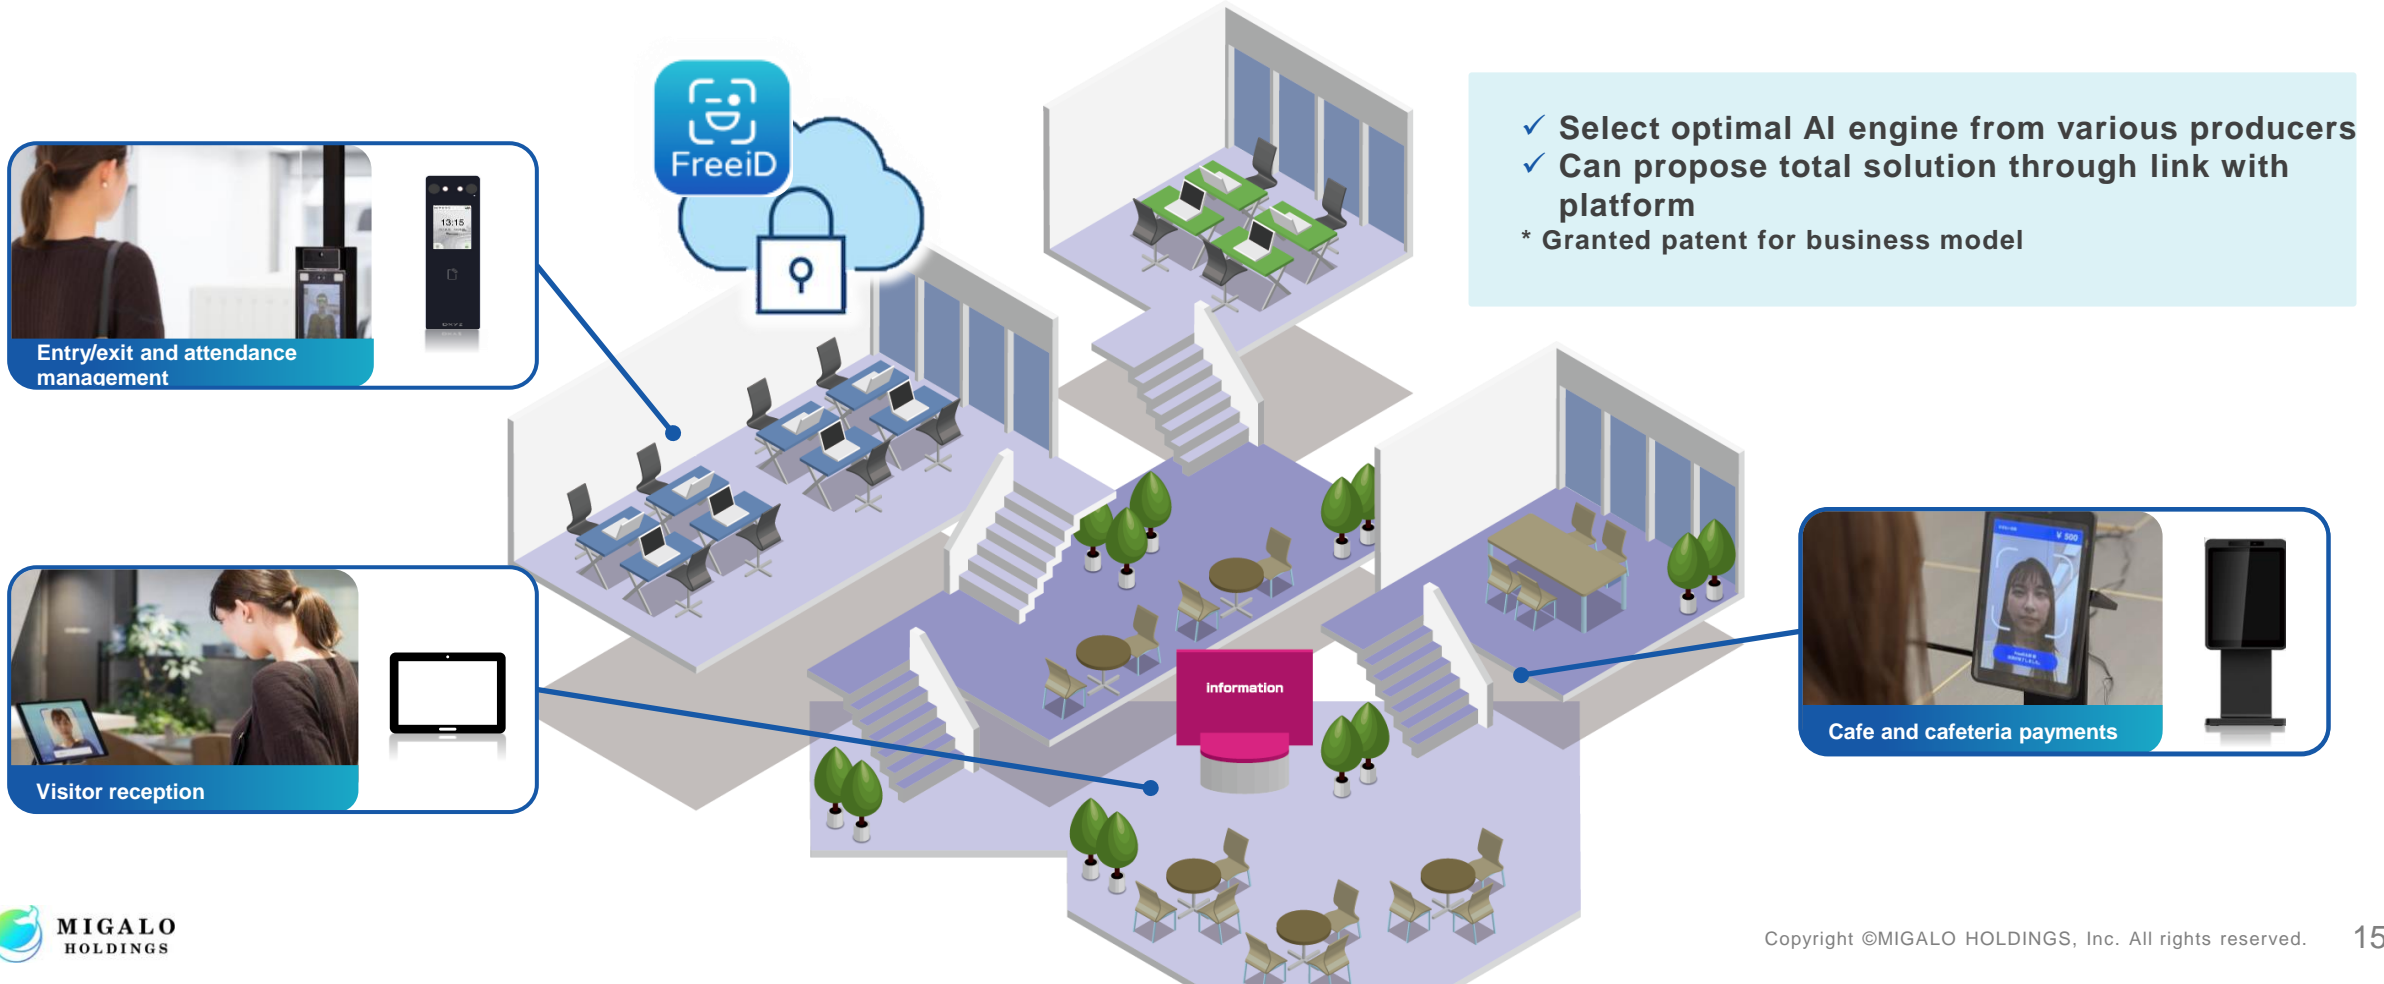 FreeiD
✓ Select optimal AI engine from various producers
✓ Can propose total solution through link with
platform
* Granted patent for business model
13:15
Entry/exit and attendance
management
Visitor reception
Information
¥ 500
Cafe and cafeteria payments
MIGALO
HOLDINGS
Copyright ©MIGALO HOLDINGS, Inc. All rights reserved.
15